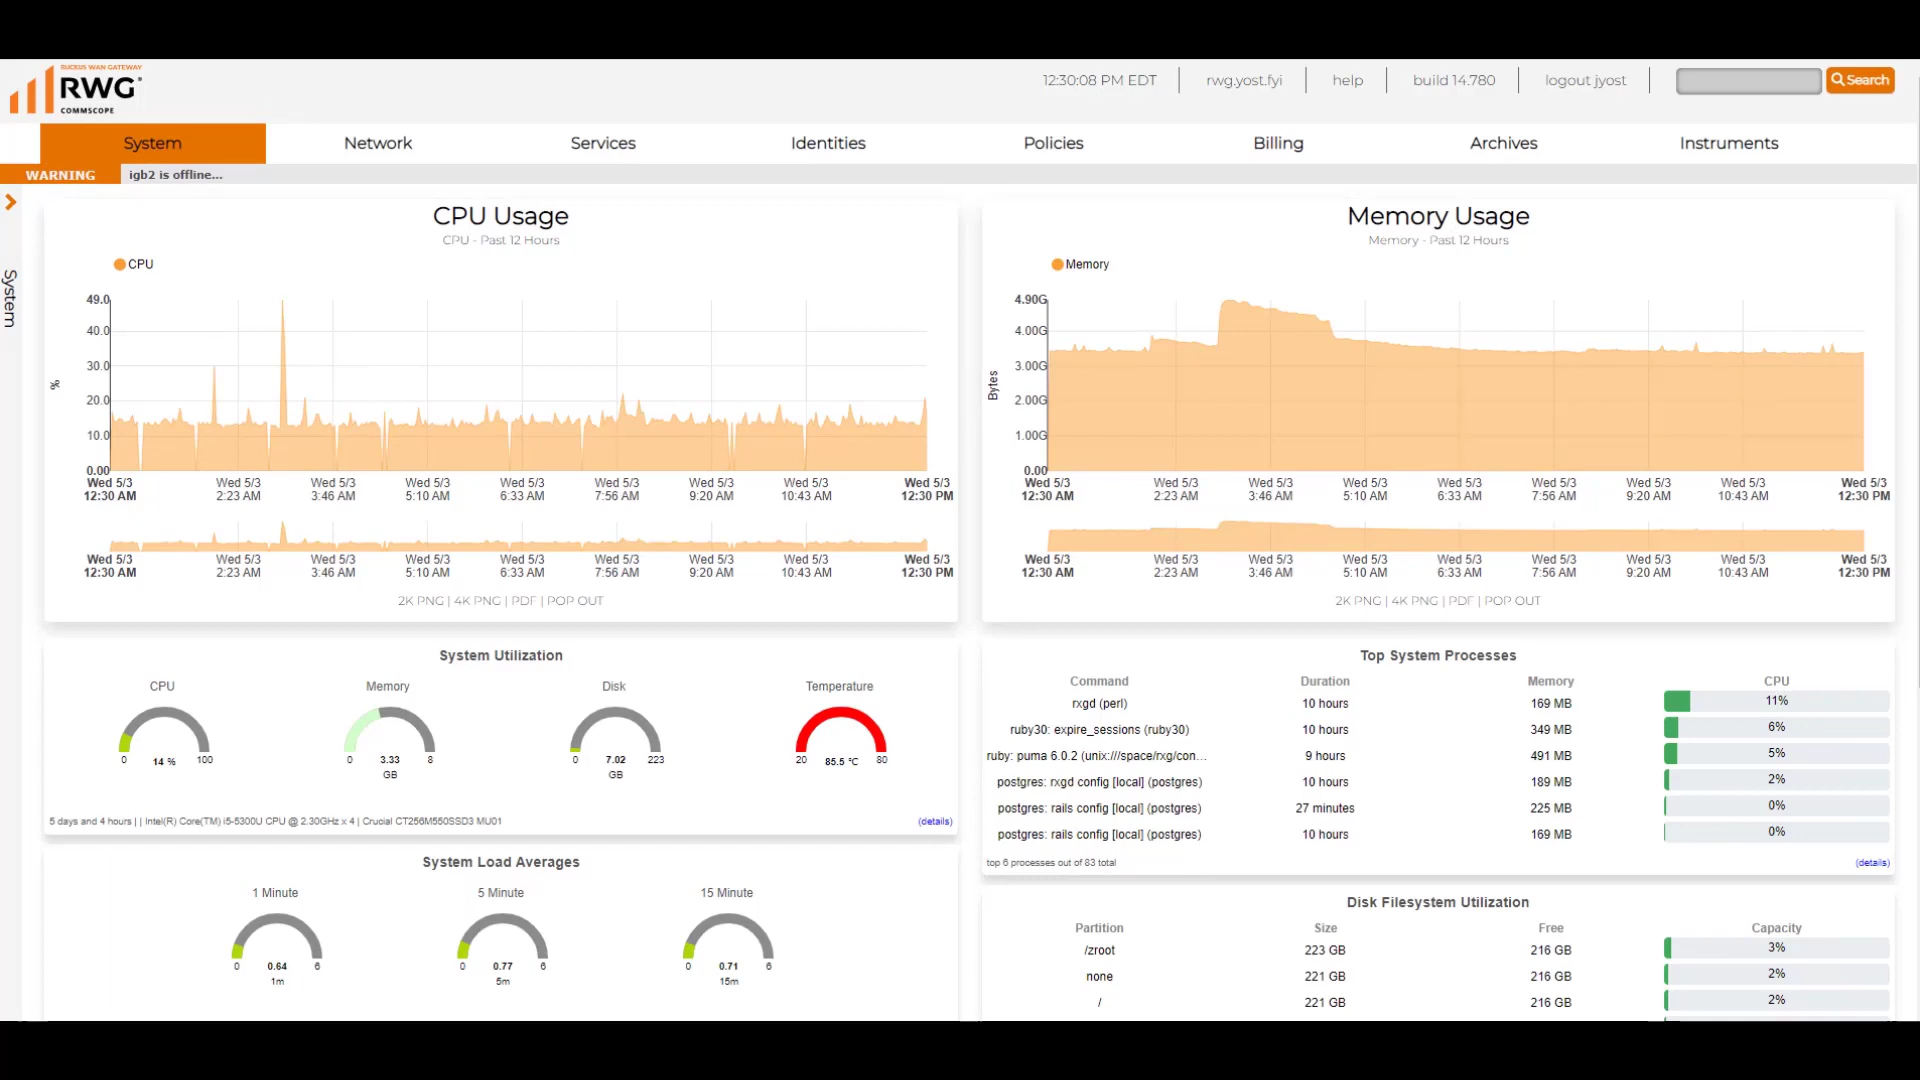 RUCKUS WAN GATEWAY
RWG
COMMSCOPE
12:30:08 PM EDT
rwg.yost.fyi
help
build 14.780
logout jyost
Search
System
Network
Services
Identities
Policies
Billing
Archives
Instruments
WARNING
igb2 is offline...
System
CPU Usage
CPU - Past 12 Hours
CPU
49.0
40.0
30.0
20.0
10.0
0.00
%
Wed 5/3 Wed 5/3 Wed 5/3 Wed 5/3 Wed 5/3 Wed 5/3 Wed 5/3 Wed 5/3 Wed 5/3
12:30 AM 2:23 AM 3:46 AM 5:10 AM 6:33 AM 7:56 AM 9:20 AM 10:43 AM 12:30 PM
Wed 5/3 Wed 5/3 Wed 5/3 Wed 5/3 Wed 5/3 Wed 5/3 Wed 5/3 Wed 5/3 Wed 5/3
12:30 AM 2:23 AM 3:46 AM 5:10 AM 6:33 AM 7:56 AM 9:20 AM 10:43 AM 12:30 PM
2K PNG | 4K PNG | PDF | POP OUT
Memory Usage
Memory - Past 12 Hours
Memory
4.90G
4.00G
3.00G
2.00G
1.00G
0.00
Bytes
Wed 5/3 Wed 5/3 Wed 5/3 Wed 5/3 Wed 5/3 Wed 5/3 Wed 5/3 Wed 5/3 Wed 5/3
12:30 AM 2:23 AM 3:46 AM 5:10 AM 6:33 AM 7:56 AM 9:20 AM 10:43 AM 12:30 PM
Wed 5/3 Wed 5/3 Wed 5/3 Wed 5/3 Wed 5/3 Wed 5/3 Wed 5/3 Wed 5/3 Wed 5/3
12:30 AM 2:23 AM 3:46 AM 5:10 AM 6:33 AM 7:56 AM 9:20 AM 10:43 AM 12:30 PM
2K PNG | 4K PNG | PDF | POP OUT
System Utilization
CPU Memory Disk Temperature
0 14 % 100 0 3.33 8 0 7.02 223 20 85.5 °C 80
GB GB
5 days and 4 hours | | Intel(R) Core(TM) i5-5300U CPU @ 2.30GHz x 4 | Crucial CT256M550SSD3 MU01 (details)
System Load Averages
1 Minute 5 Minute 15 Minute
0 0.64 6 0 0.77 6 0 0.71 6
1m 5m 15m
Top System Processes
Command Duration Memory CPU
rxgd (perl) 10 hours 169 MB 11%
ruby30: expire_sessions (ruby30) 10 hours 349 MB 6%
ruby: puma 6.0.2 (unix:///space/rxg/con... 9 hours 491 MB 5%
postgres: rxgd config [local] (postgres) 10 hours 189 MB 2%
postgres: rails config [local] (postgres) 27 minutes 225 MB 0%
postgres: rails config [local] (postgres) 10 hours 169 MB 0%
top 6 processes out of 83 total (details)
Disk Filesystem Utilization
Partition Size Free Capacity
/zroot 223 GB 216 GB 3%
none 221 GB 216 GB 2%
/ 221 GB 216 GB 2%